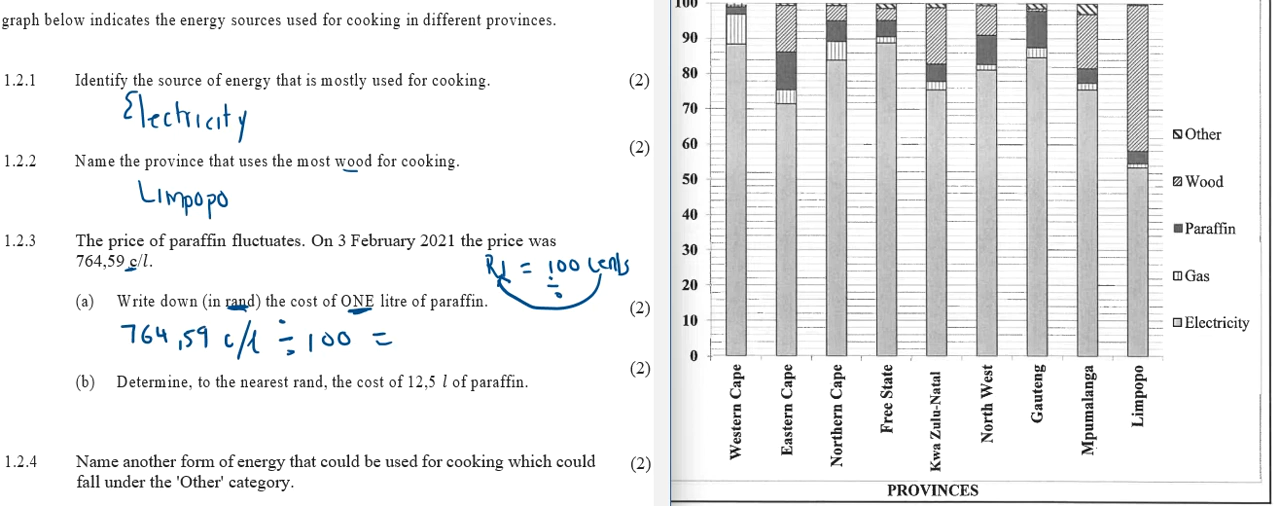 graph below indicates the energy sources used for cooking in different provinces.
1.2.1 Identify the source of energy that is mostly used for cooking. (2)
Electricity
1.2.2 Name the province that uses the most wood for cooking. (2)
Limpopo
1.2.3 The price of paraffin fluctuates. On 3 February 2021 the price was
764,59 c/l.
R1 = 100 cents
÷
(a) Write down (in rand) the cost of ONE litre of paraffin. (2)
764,59 c/l ÷ 100 =
(b) Determine, to the nearest rand, the cost of 12,5 l of paraffin. (2)
1.2.4 Name another form of energy that could be used for cooking which could (2)
fall under the 'Other' category.
100
90
80
70
60
50
40
30
20
10
0
Western Cape
Eastern Cape
Northern Cape
Free State
Kwa Zulu-Natal
North West
Gauteng
Mpumalanga
Limpopo
PROVINCES
Other
Wood
Paraffin
Gas
Electricity